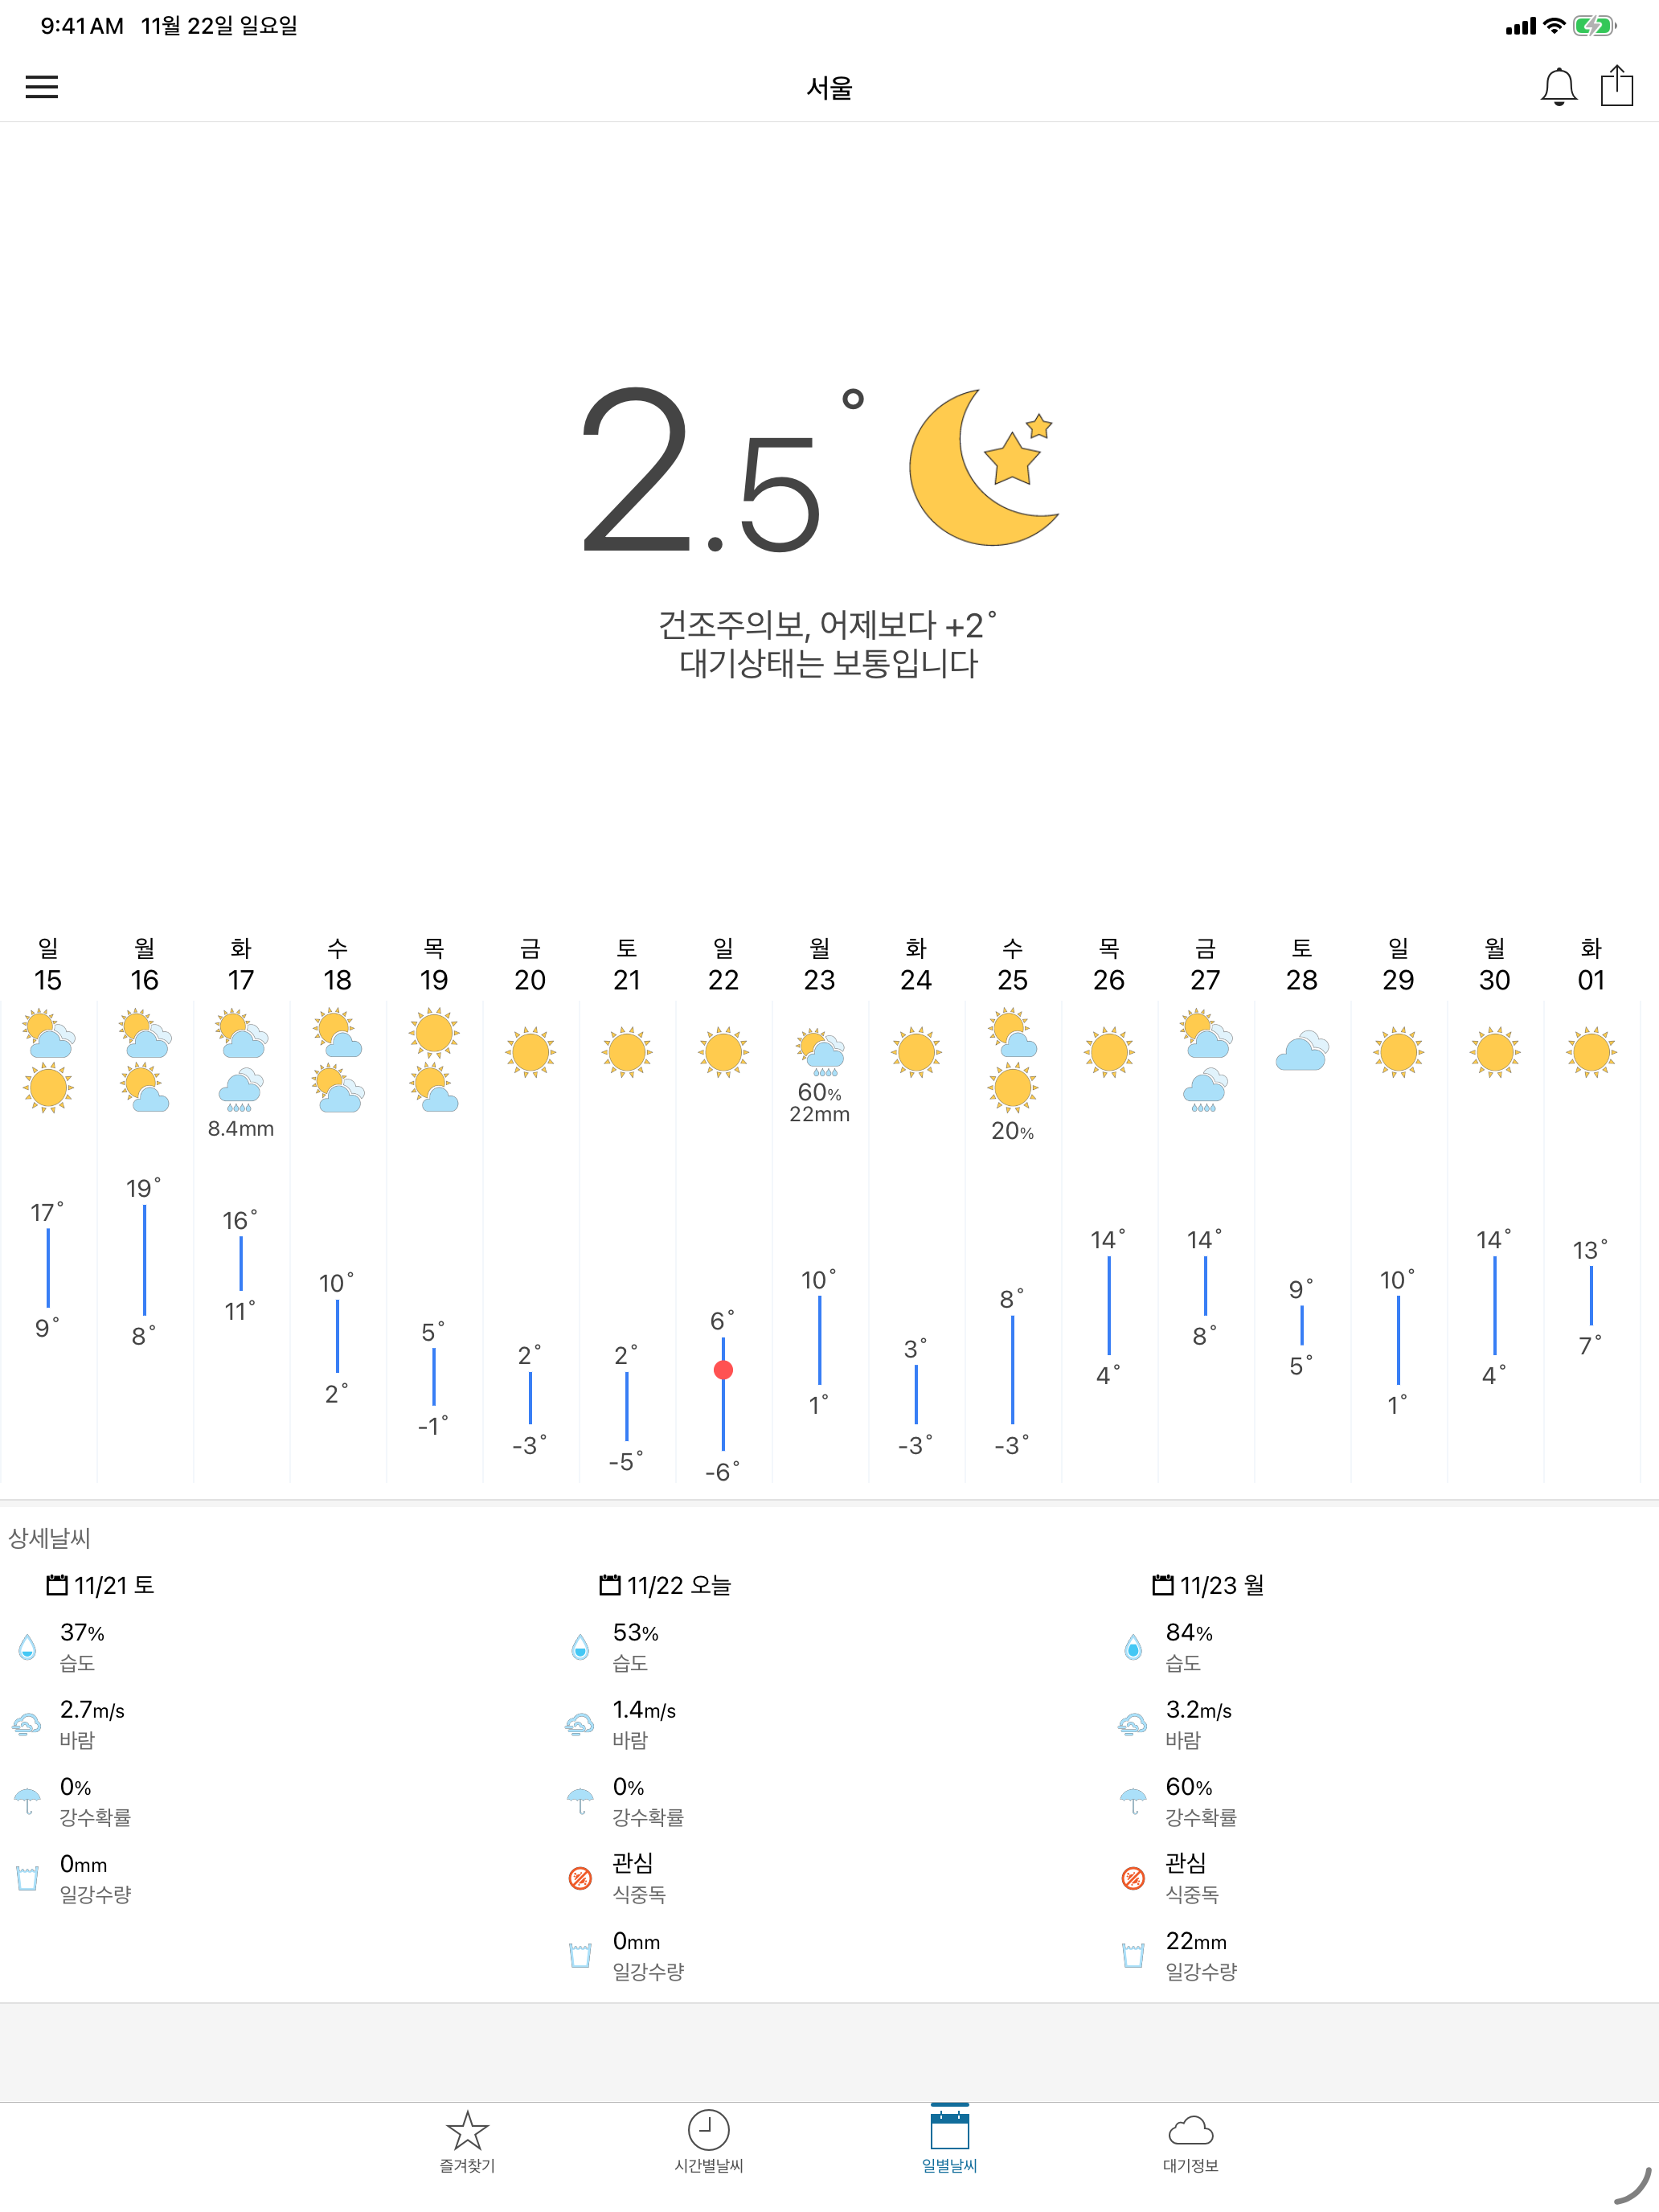 9:41 AM 11월 22일 일요일
서울
2.5°
건조주의보, 어제보다 +2°
대기상태는 보통입니다
일 월 화 수 목 금 토 일 월 화 수 목 금 토 일 월 화
15 16 17 18 19 20 21 22 23 24 25 26 27 28 29 30 01
8.4mm 60% 22mm 20%
17° 19° 16° 10° 5° 2° 2° 6° 10° 3° 8° 14° 14° 9° 10° 14° 13°
9° 8° 11° 2° -1° -3° -5° -6° 1° -3° -3° 4° 8° 5° 1° 4° 7°
상세날씨
11/21 토
37%
습도
2.7m/s
바람
0%
강수확률
0mm
일강수량
11/22 오늘
53%
습도
1.4m/s
바람
0%
강수확률
관심
식중독
0mm
일강수량
11/23 월
84%
습도
3.2m/s
바람
60%
강수확률
관심
식중독
22mm
일강수량
즐겨찾기 시간별날씨 일별날씨 대기정보